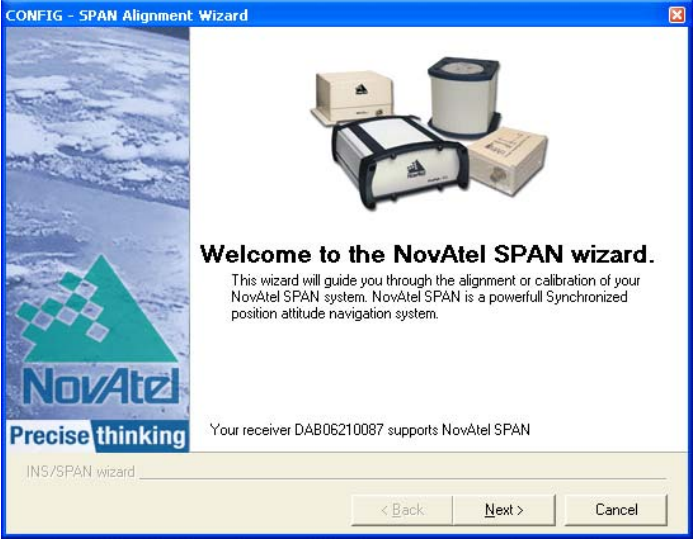 CONFIG - SPAN Alignment Wizard
Welcome to the NovAtel SPAN wizard.
This wizard will guide you through the alignment or calibration of your
NovAtel SPAN system. NovAtel SPAN is a powerfull Synchronized
position attitude navigation system.
NovAtel
Precise thinking
Your receiver DAB06210087 supports NovAtel SPAN
INS/SPAN wizard
< Back
Next >
Cancel